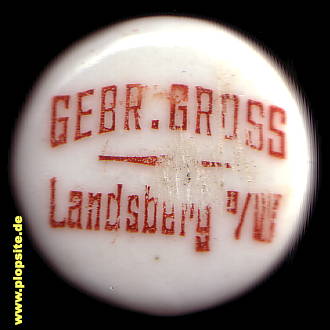 GEBR. GROSS
Landsberg a/W
www.plopsite.de